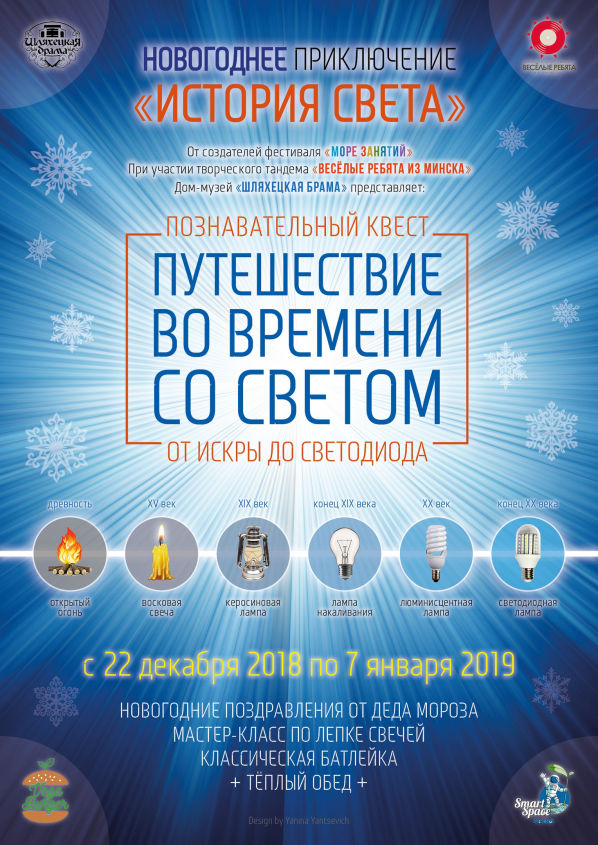 Шляхецкая
брама
ВЕСЁЛЫЕ РЕБЯТА
НОВОГОДНЕЕ ПРИКЛЮЧЕНИЕ
«ИСТОРИЯ СВЕТА»
От создателей фестиваля «МОРЕ ЗАНЯТИЙ»
При участии творческого тандема «ВЕСЁЛЫЕ РЕБЯТА ИЗ МИНСКА»
Дом-музей «ШЛЯХЕЦКАЯ БРАМА» представляет:
ПОЗНАВАТЕЛЬНЫЙ КВЕСТ
ПУТЕШЕСТВИЕ
ВО ВРЕМЕНИ
СО СВЕТОМ
ОТ ИСКРЫ ДО СВЕТОДИОДА
древность XV век XIX век конец XIX века XX век конец XX века
открытый огонь
восковая свеча
керосиновая лампа
лампа накаливания
люминисцентная лампа
светодиодная лампа
с 22 декабря 2018 по 7 января 2019
НОВОГОДНИЕ ПОЗДРАВЛЕНИЯ ОТ ДЕДА МОРОЗА
МАСТЕР-КЛАСС ПО ЛЕПКЕ СВЕЧЕЙ
КЛАССИЧЕСКАЯ БАТЛЕЙКА
+ ТЁПЛЫЙ ОБЕД +
Vega
Burger
Smart
Space
Design by Yanina Yantsevich